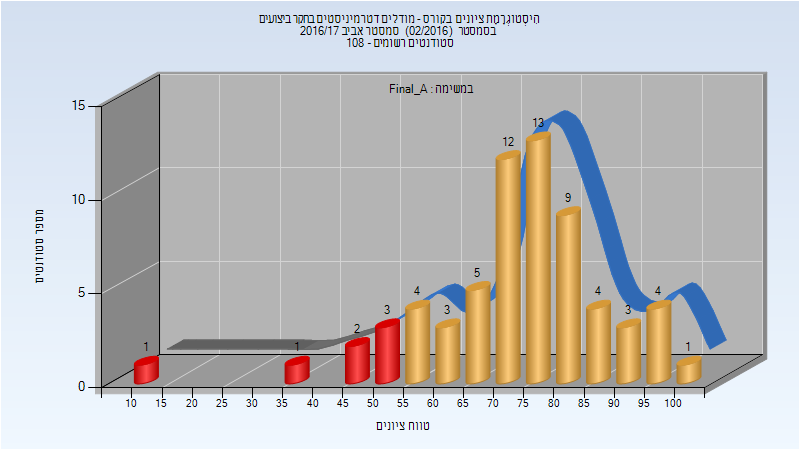 היסטוגרמת ציונים בקורס - מודלים דטרמיניסטים בחקר ביצועים
בסמסטר (02/2016) סמסטר אביב 2016/17
סטודנטים רשומים - 108
במשימה : Final_A
15
10
5
0
מספר סטודנטים
1
1
2
3
4
3
5
12
13
9
4
3
4
1
10 15 20 25 30 35 40 45 50 55 60 65 70 75 80 85 90 95 100
טווח ציונים